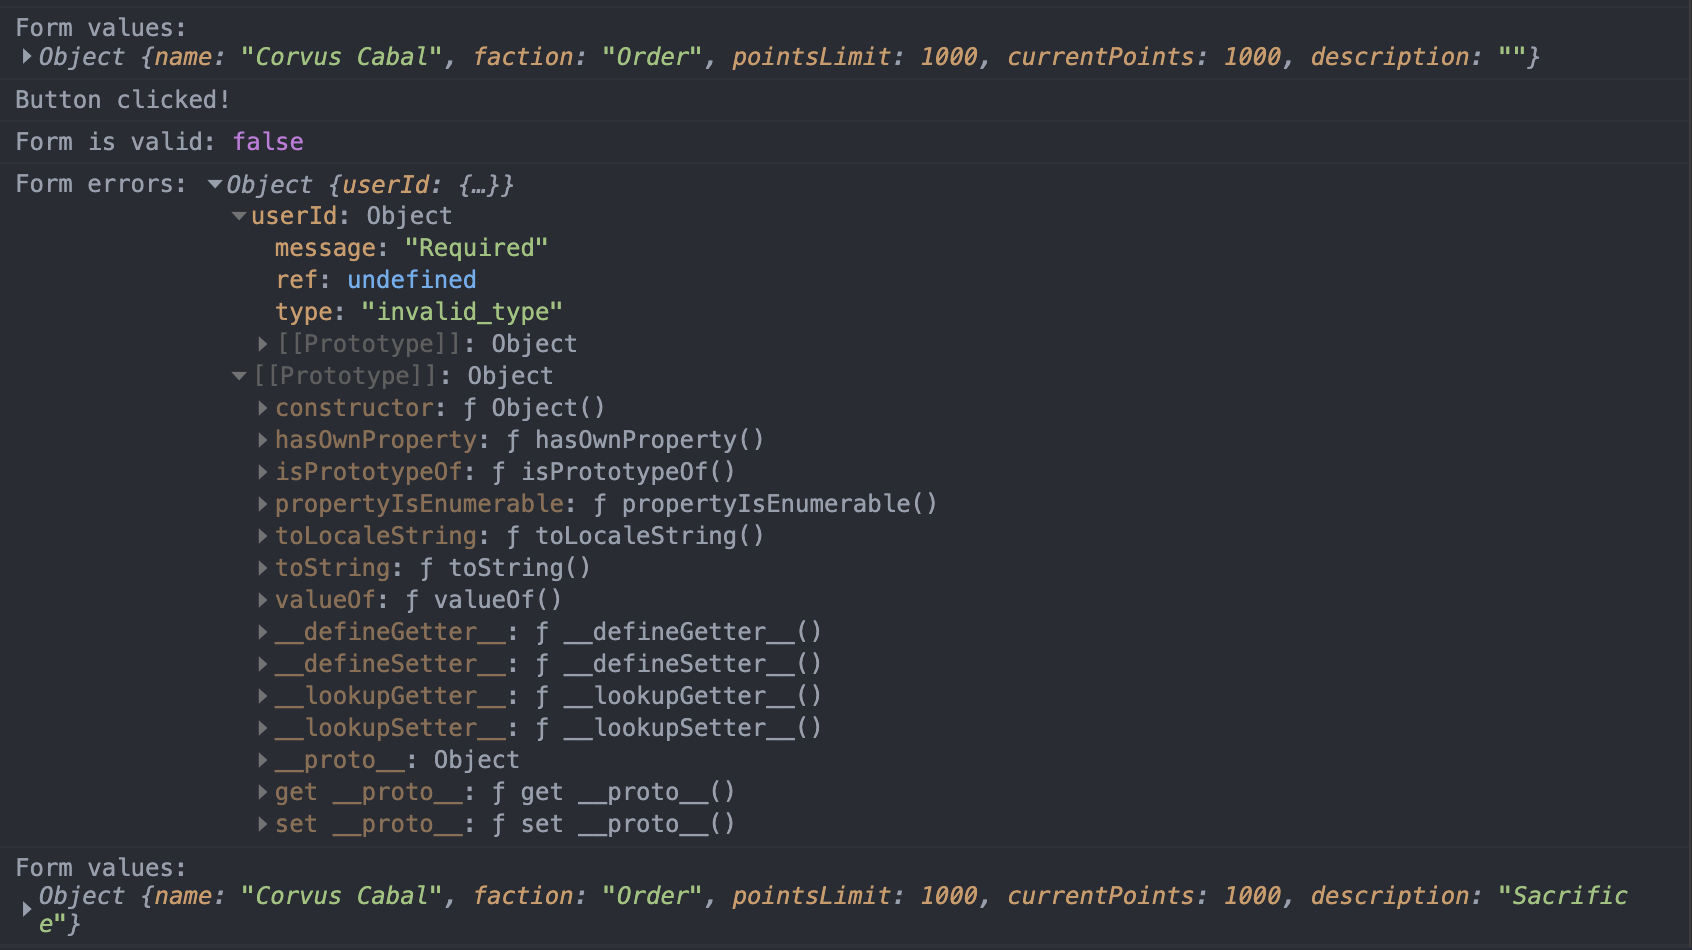 Form values:
Object {name: "Corvus Cabal", faction: "Order", pointsLimit: 1000, currentPoints: 1000, description: ""}
Button clicked!
Form is valid: false
Form errors: Object {userId: {…}}
userId: Object
message: "Required"
ref: undefined
type: "invalid_type"
[[Prototype]]: Object
[[Prototype]]: Object
constructor: ƒ Object()
hasOwnProperty: ƒ hasOwnProperty()
isPrototypeOf: ƒ isPrototypeOf()
propertyIsEnumerable: ƒ propertyIsEnumerable()
toLocaleString: ƒ toLocaleString()
toString: ƒ toString()
valueOf: ƒ valueOf()
__defineGetter__: ƒ __defineGetter__()
__defineSetter__: ƒ __defineSetter__()
__lookupGetter__: ƒ __lookupGetter__()
__lookupSetter__: ƒ __lookupSetter__()
__proto__: Object
get __proto__: ƒ get __proto__()
set __proto__: ƒ set __proto__()
Form values:
Object {name: "Corvus Cabal", faction: "Order", pointsLimit: 1000, currentPoints: 1000, description: "Sacrific
e"}